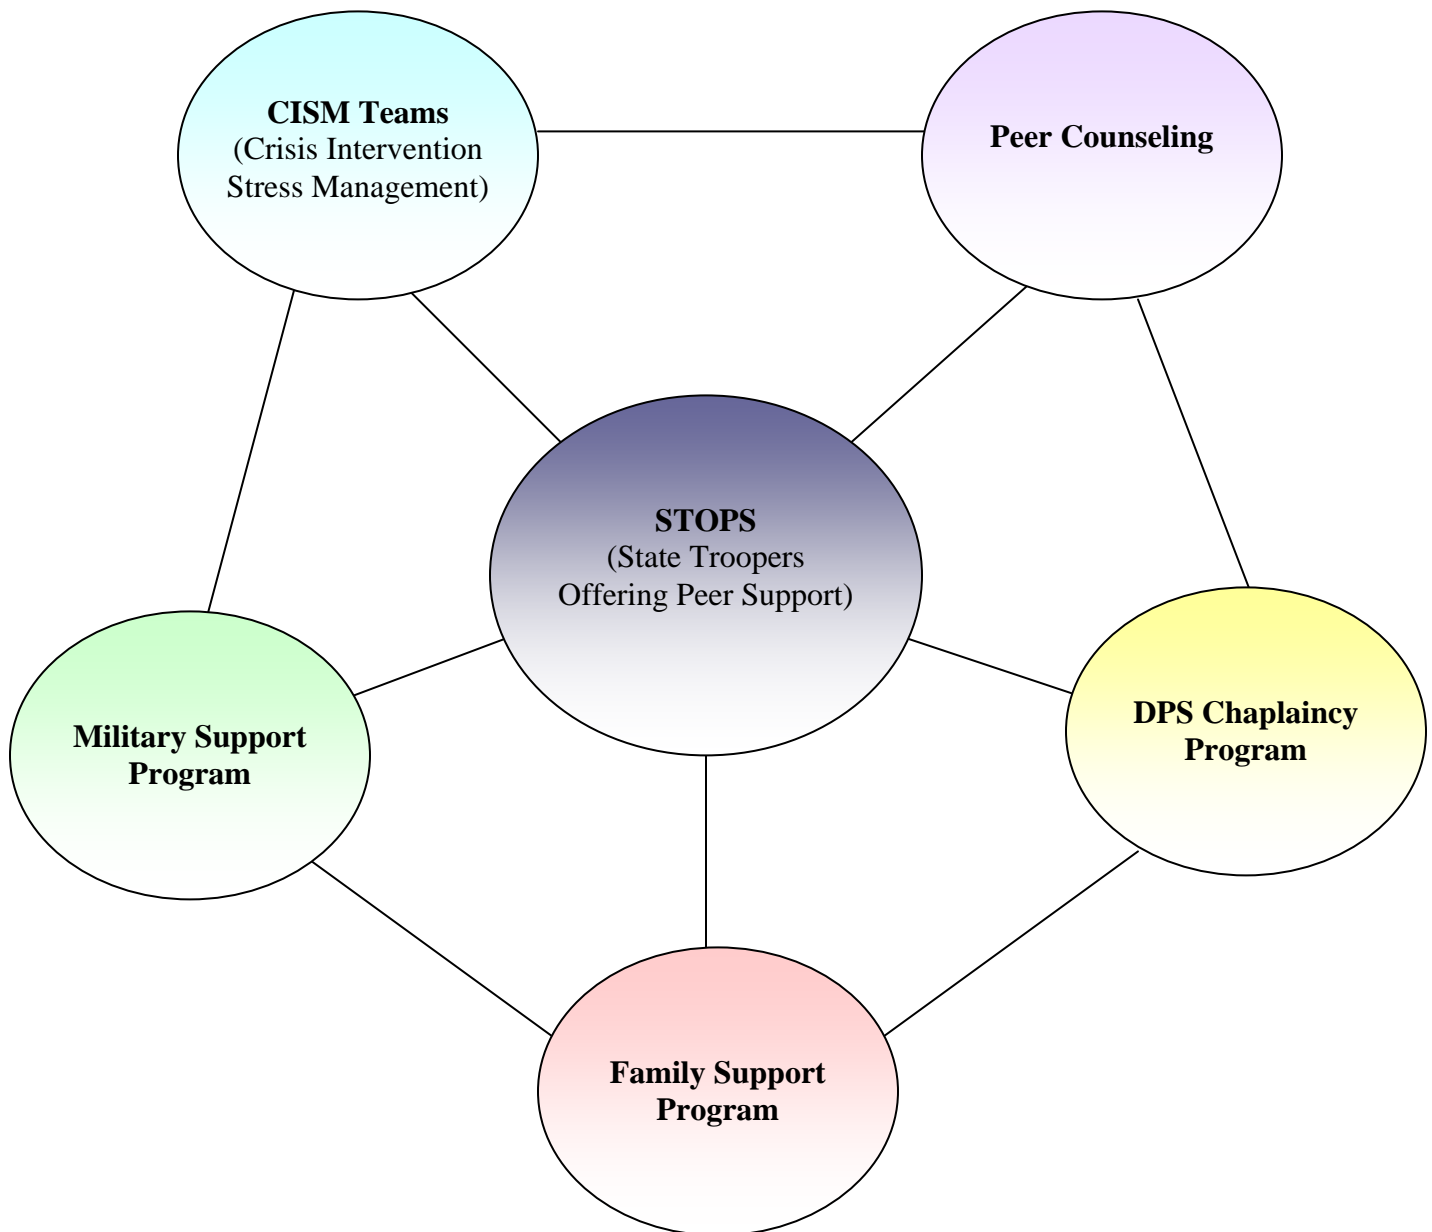 CISM Teams
(Crisis Intervention
Stress Management)
Peer Counseling
STOPS
(State Troopers
Offering Peer Support)
Military Support
Program
DPS Chaplaincy
Program
Family Support
Program